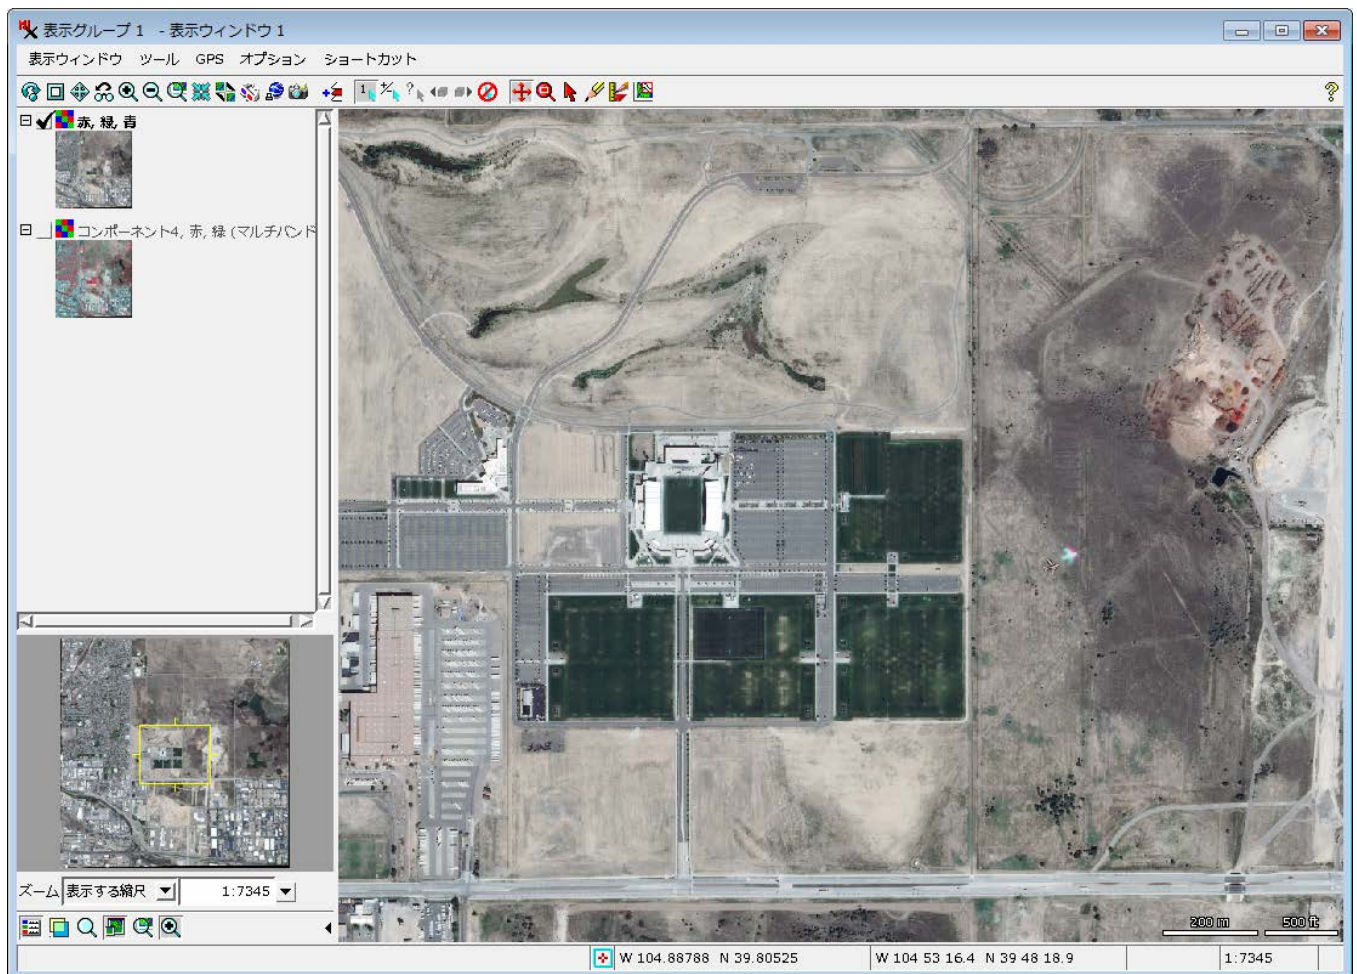 表示グループ 1 - 表示ウィンドウ 1
表示ウィンドウ ツール GPS オプション ショートカット
赤, 緑, 青
コンポーネント4, 赤, 緑 (マルチバンド
ズーム 表示する縮尺 1:7345
200 m 500 ft
W 104.88788 N 39.80525 W 104 53 16.4 N 39 48 18.9 1:7345